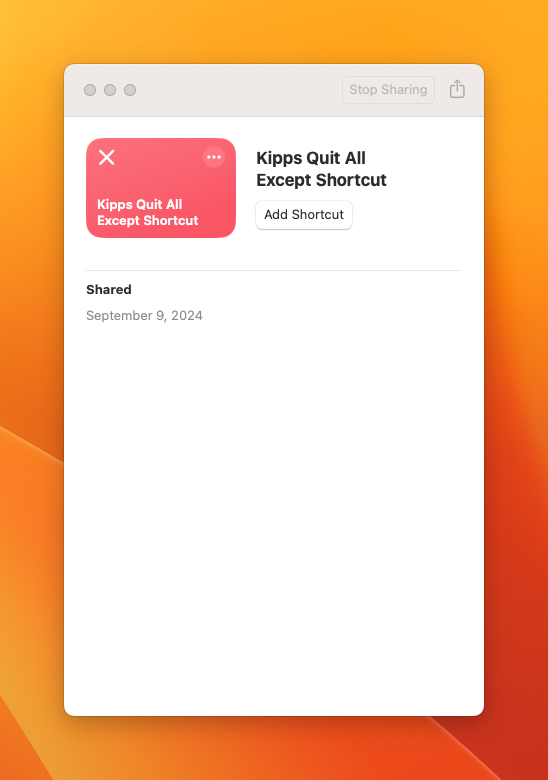 Stop Sharing
Kipps Quit All
Except Shortcut
Kipps Quit All
Except Shortcut
Add Shortcut
Shared
September 9, 2024